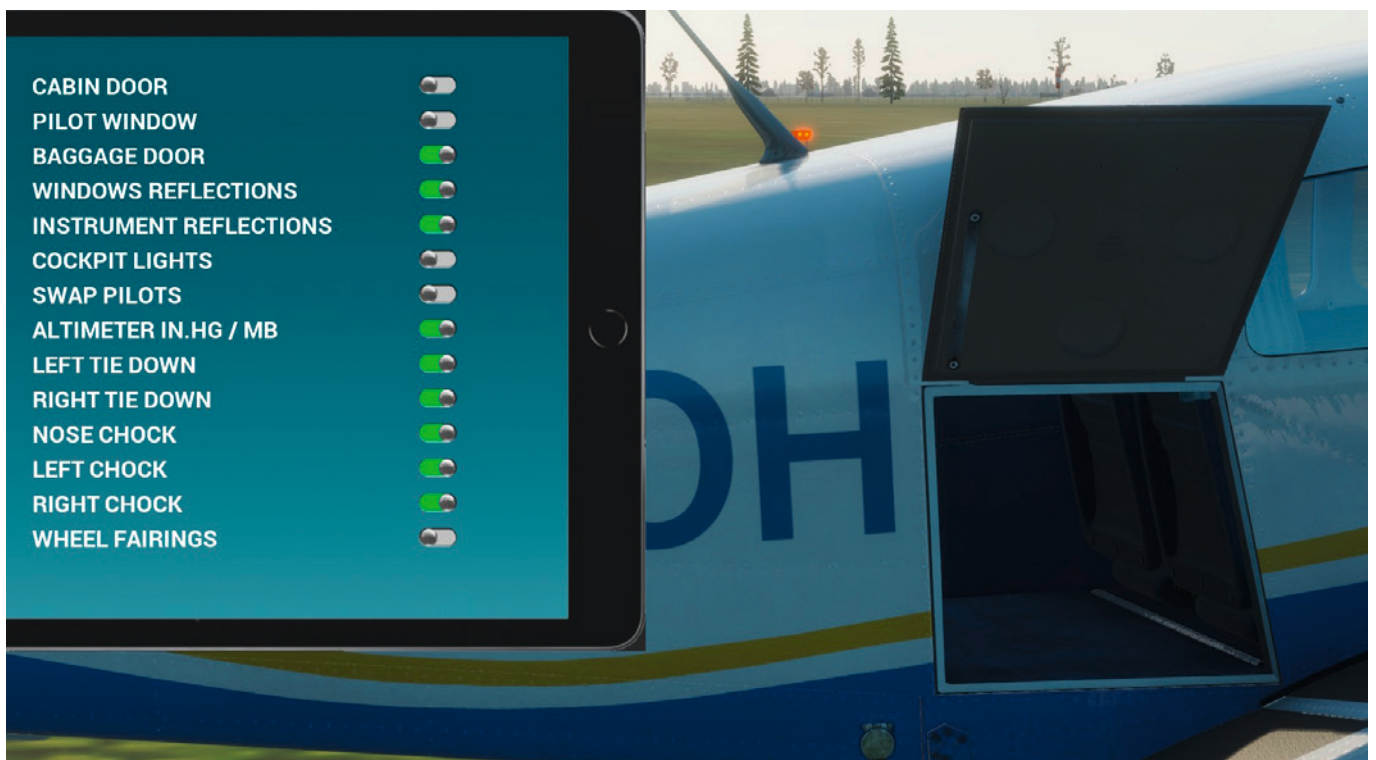 CABIN DOOR
PILOT WINDOW
BAGGAGE DOOR
WINDOWS REFLECTIONS
INSTRUMENT REFLECTIONS
COCKPIT LIGHTS
SWAP PILOTS
ALTIMETER IN.HG / MB
LEFT TIE DOWN
RIGHT TIE DOWN
NOSE CHOCK
LEFT CHOCK
RIGHT CHOCK
WHEEL FAIRINGS
OH